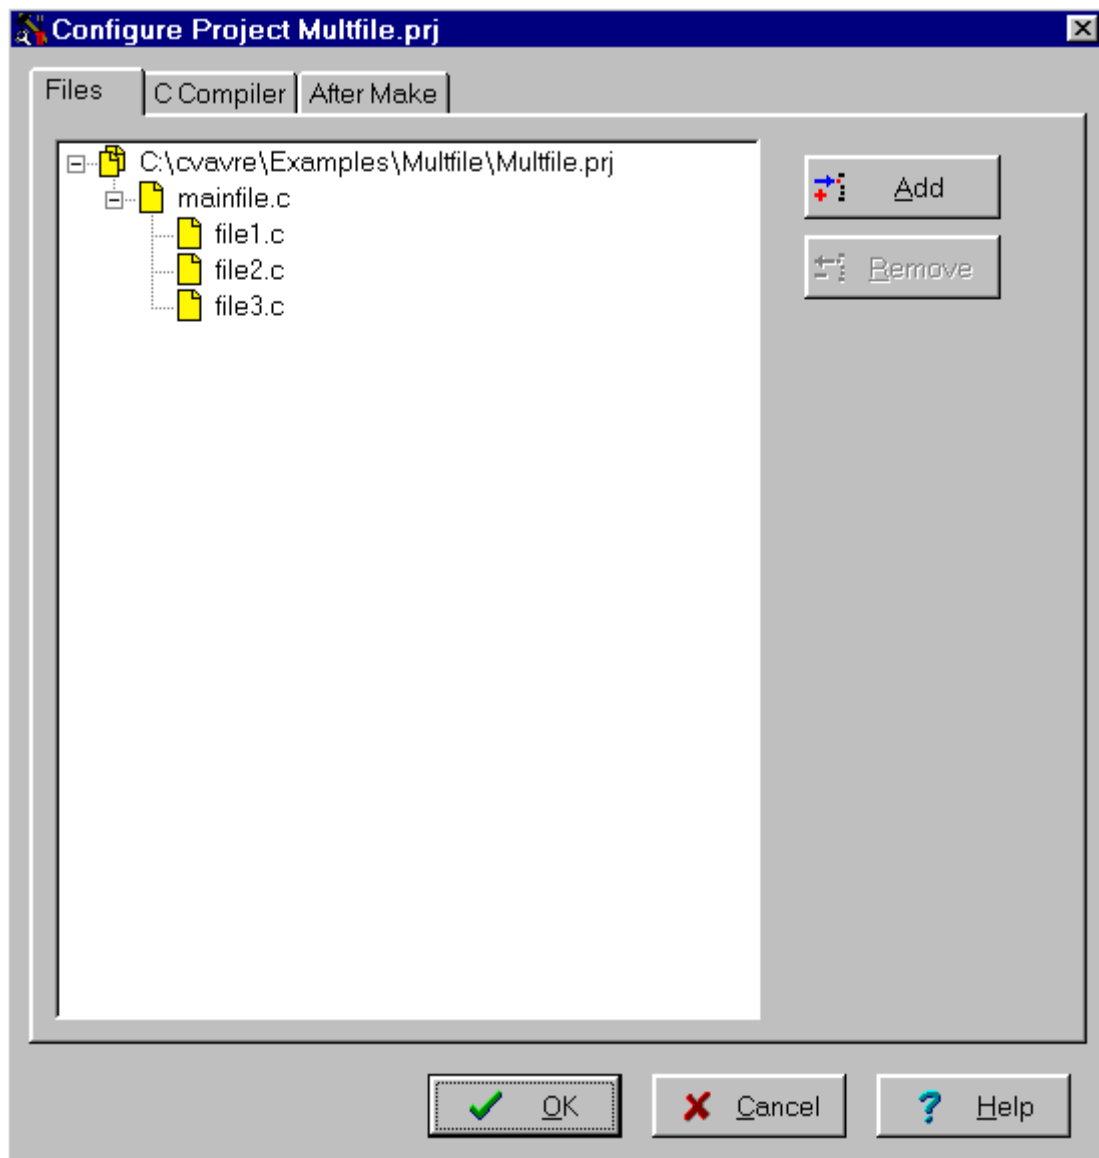 Configure Project Multfile.prj
Files
C Compiler
After Make
C:\cvavre\Examples\Multfile\Multfile.prj
mainfile.c
file1.c
file2.c
file3.c
Add
Remove
OK
Cancel
Help